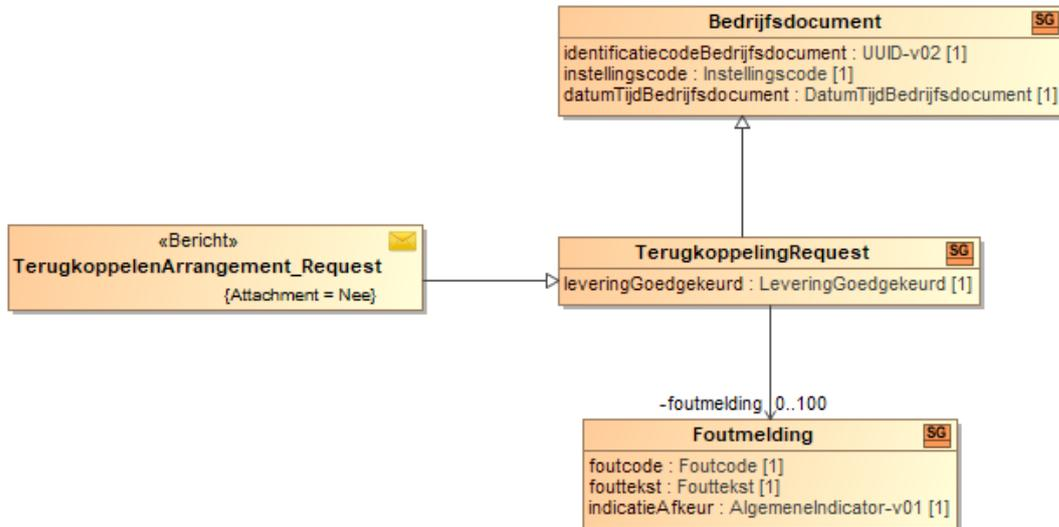 Bedrijfsdocument SG
identificatiecodeBedrijfsdocument : UUID-v02 [1]
instellingscode : Instellingscode [1]
datumTijdBedrijfsdocument : DatumTijdBedrijfsdocument [1]
«Bericht»
TerugkoppelenArrangement_Request
{Attachment = Nee}
TerugkoppelingRequest SG
leveringGoedgekeurd : LeveringGoedgekeurd [1]
-foutmelding 0..100
Foutmelding SG
foutcode : Foutcode [1]
fouttekst : Fouttekst [1]
indicatieAfkeur : AlgemeneIndicator-v01 [1]